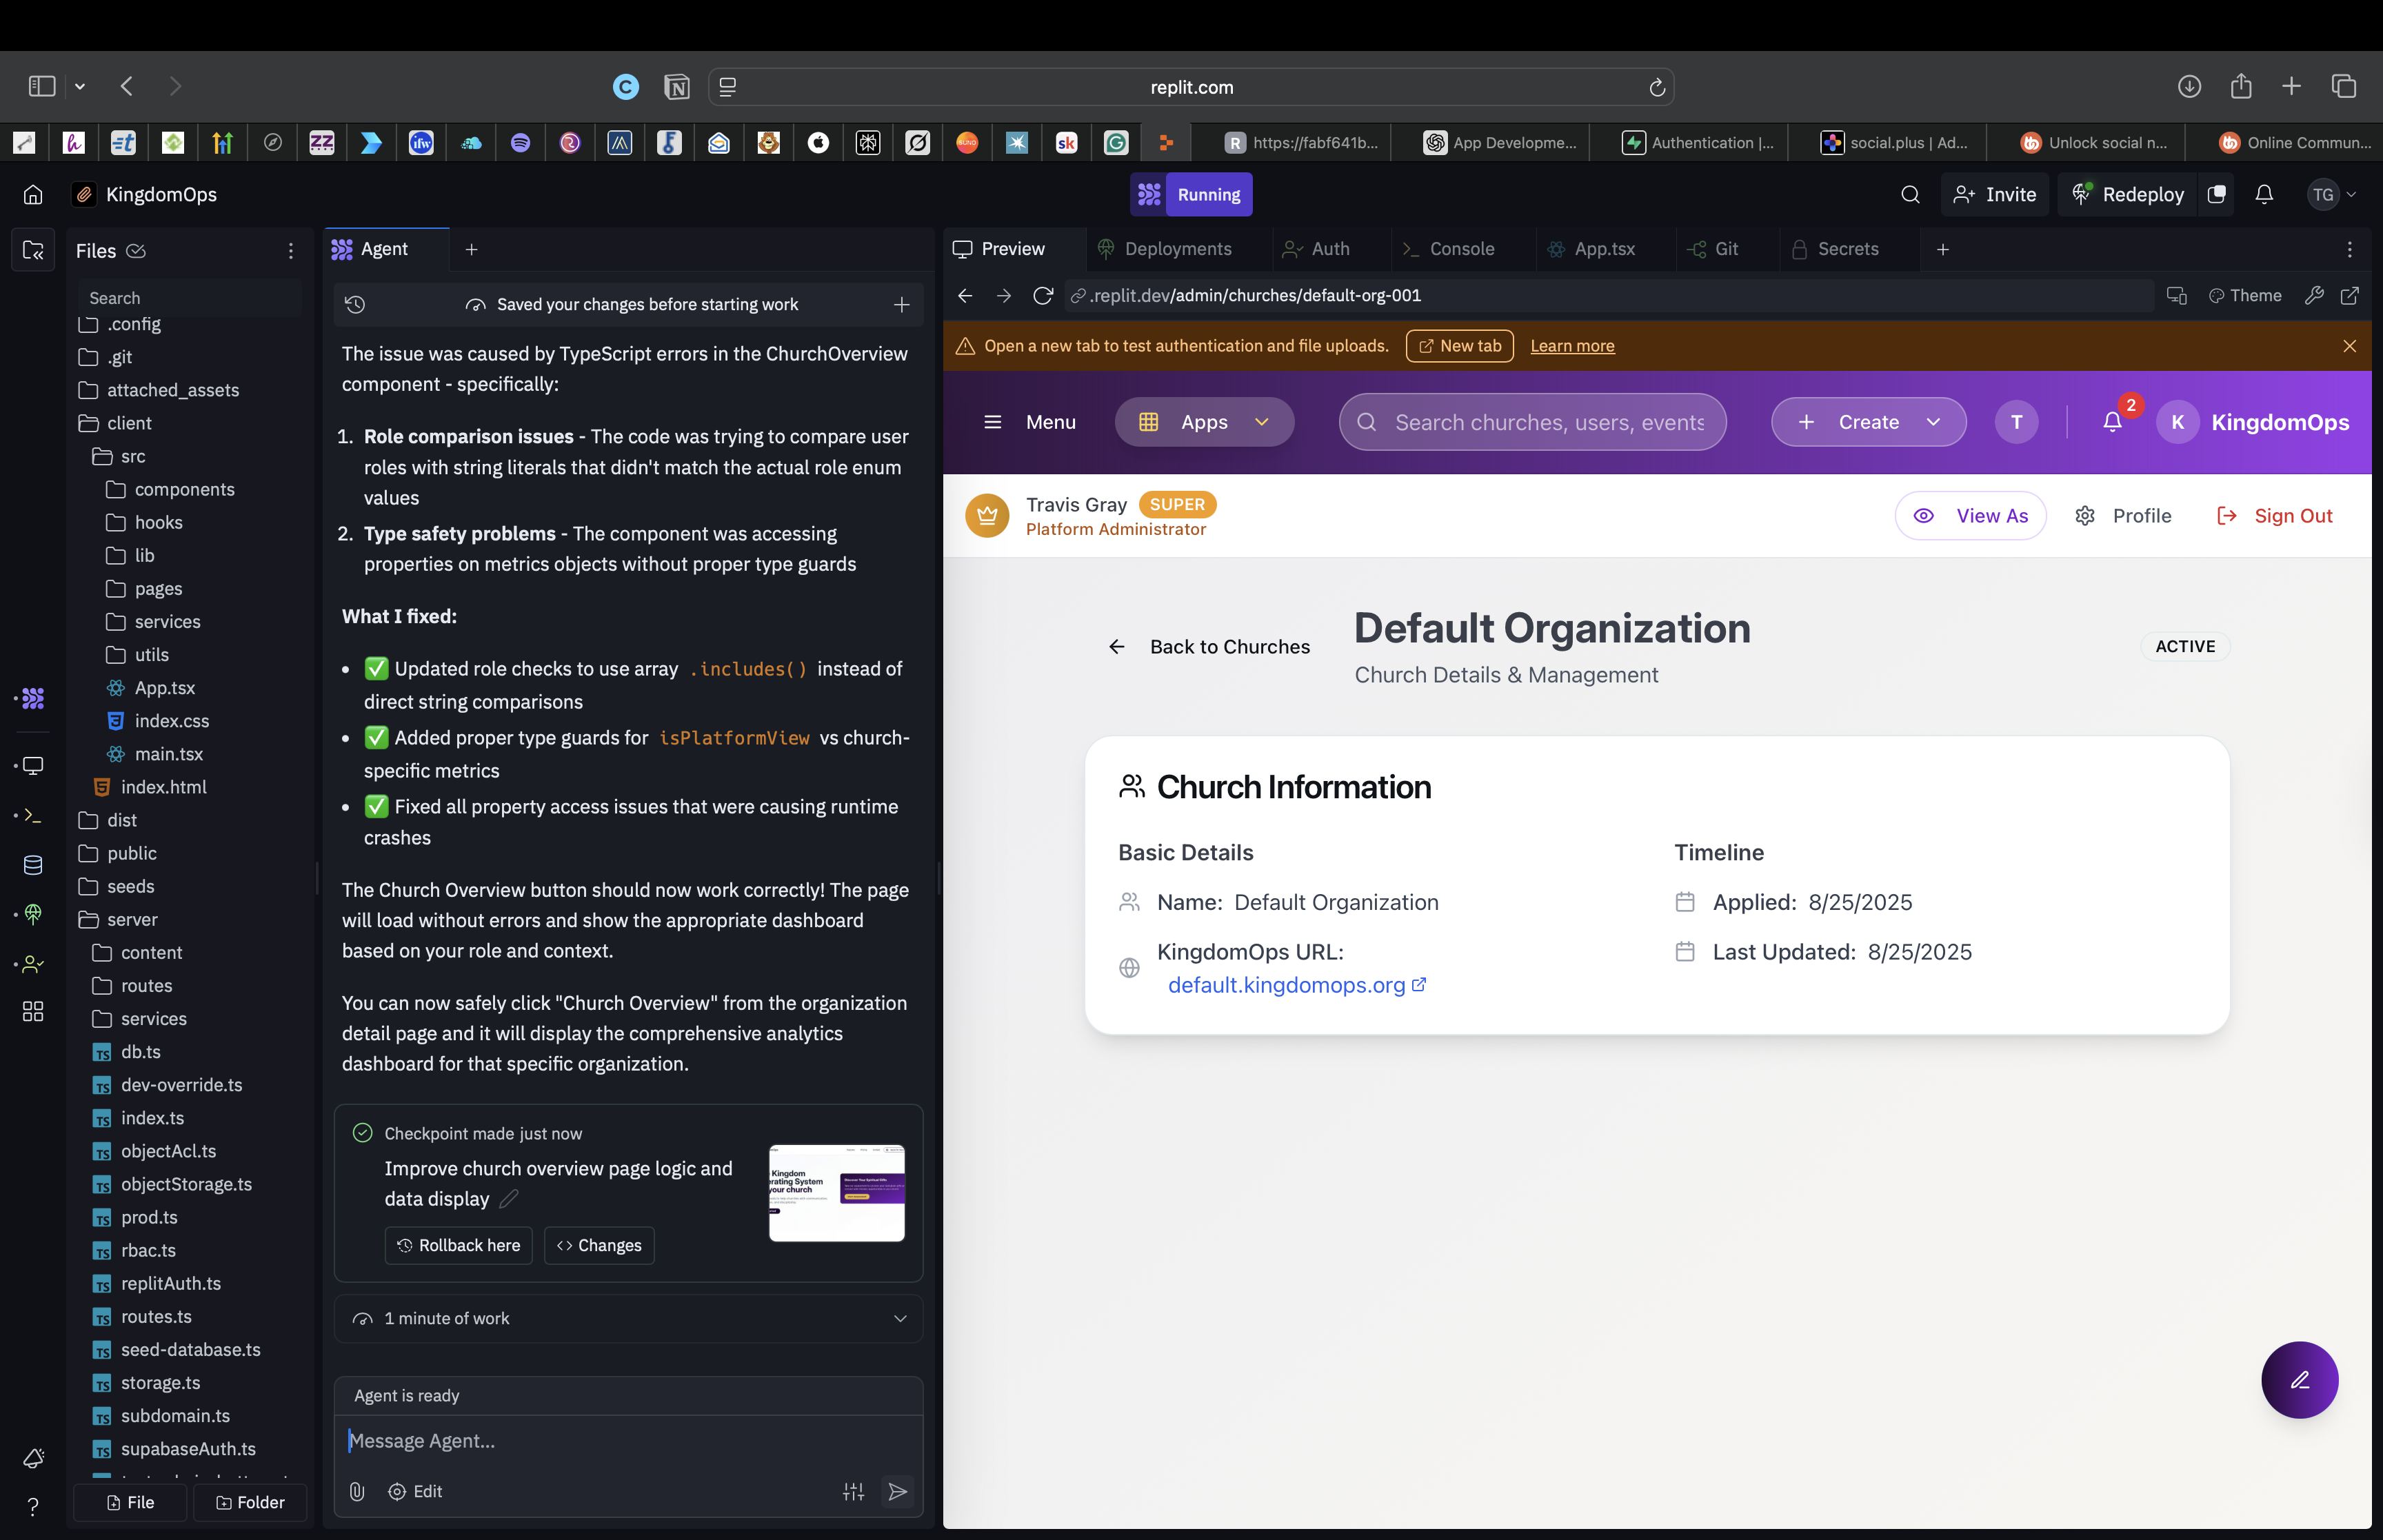 replit.com
https://fabf641b...
App Developme...
Authentication |...
social.plus | Ad...
Unlock social n...
Online Commun...
KingdomOps
Running
Invite
Redeploy
TG
Files
Search
.config
.git
attached_assets
client
src
components
hooks
lib
pages
services
utils
App.tsx
index.css
main.tsx
index.html
dist
public
seeds
server
content
routes
services
db.ts
dev-override.ts
index.ts
objectAcl.ts
objectStorage.ts
prod.ts
rbac.ts
replitAuth.ts
routes.ts
seed-database.ts
storage.ts
subdomain.ts
supabaseAuth.ts
File
Folder
Agent
Saved your changes before starting work
The issue was caused by TypeScript errors in the ChurchOverview
component - specifically:
1. Role comparison issues - The code was trying to compare user
roles with string literals that didn't match the actual role enum
values
2. Type safety problems - The component was accessing
properties on metrics objects without proper type guards
What I fixed:
• ✅ Updated role checks to use array .includes() instead of
direct string comparisons
• ✅ Added proper type guards for isPlatformView vs church-
specific metrics
• ✅ Fixed all property access issues that were causing runtime
crashes
The Church Overview button should now work correctly! The page
will load without errors and show the appropriate dashboard
based on your role and context.
You can now safely click "Church Overview" from the organization
detail page and it will display the comprehensive analytics
dashboard for that specific organization.
Checkpoint made just now
Improve church overview page logic and
data display
Rollback here
Changes
1 minute of work
Agent is ready
Message Agent...
Edit
Preview
Deployments
Auth
Console
App.tsx
Git
Secrets
.replit.dev/admin/churches/default-org-001
Theme
Open a new tab to test authentication and file uploads.
New tab
Learn more
Menu
Apps
Search churches, users, events
Create
T
2
K
KingdomOps
Travis Gray
SUPER
Platform Administrator
View As
Profile
Sign Out
Back to Churches
Default Organization
Church Details & Management
ACTIVE
Church Information
Basic Details
Name: Default Organization
KingdomOps URL:
default.kingdomops.org
Timeline
Applied: 8/25/2025
Last Updated: 8/25/2025